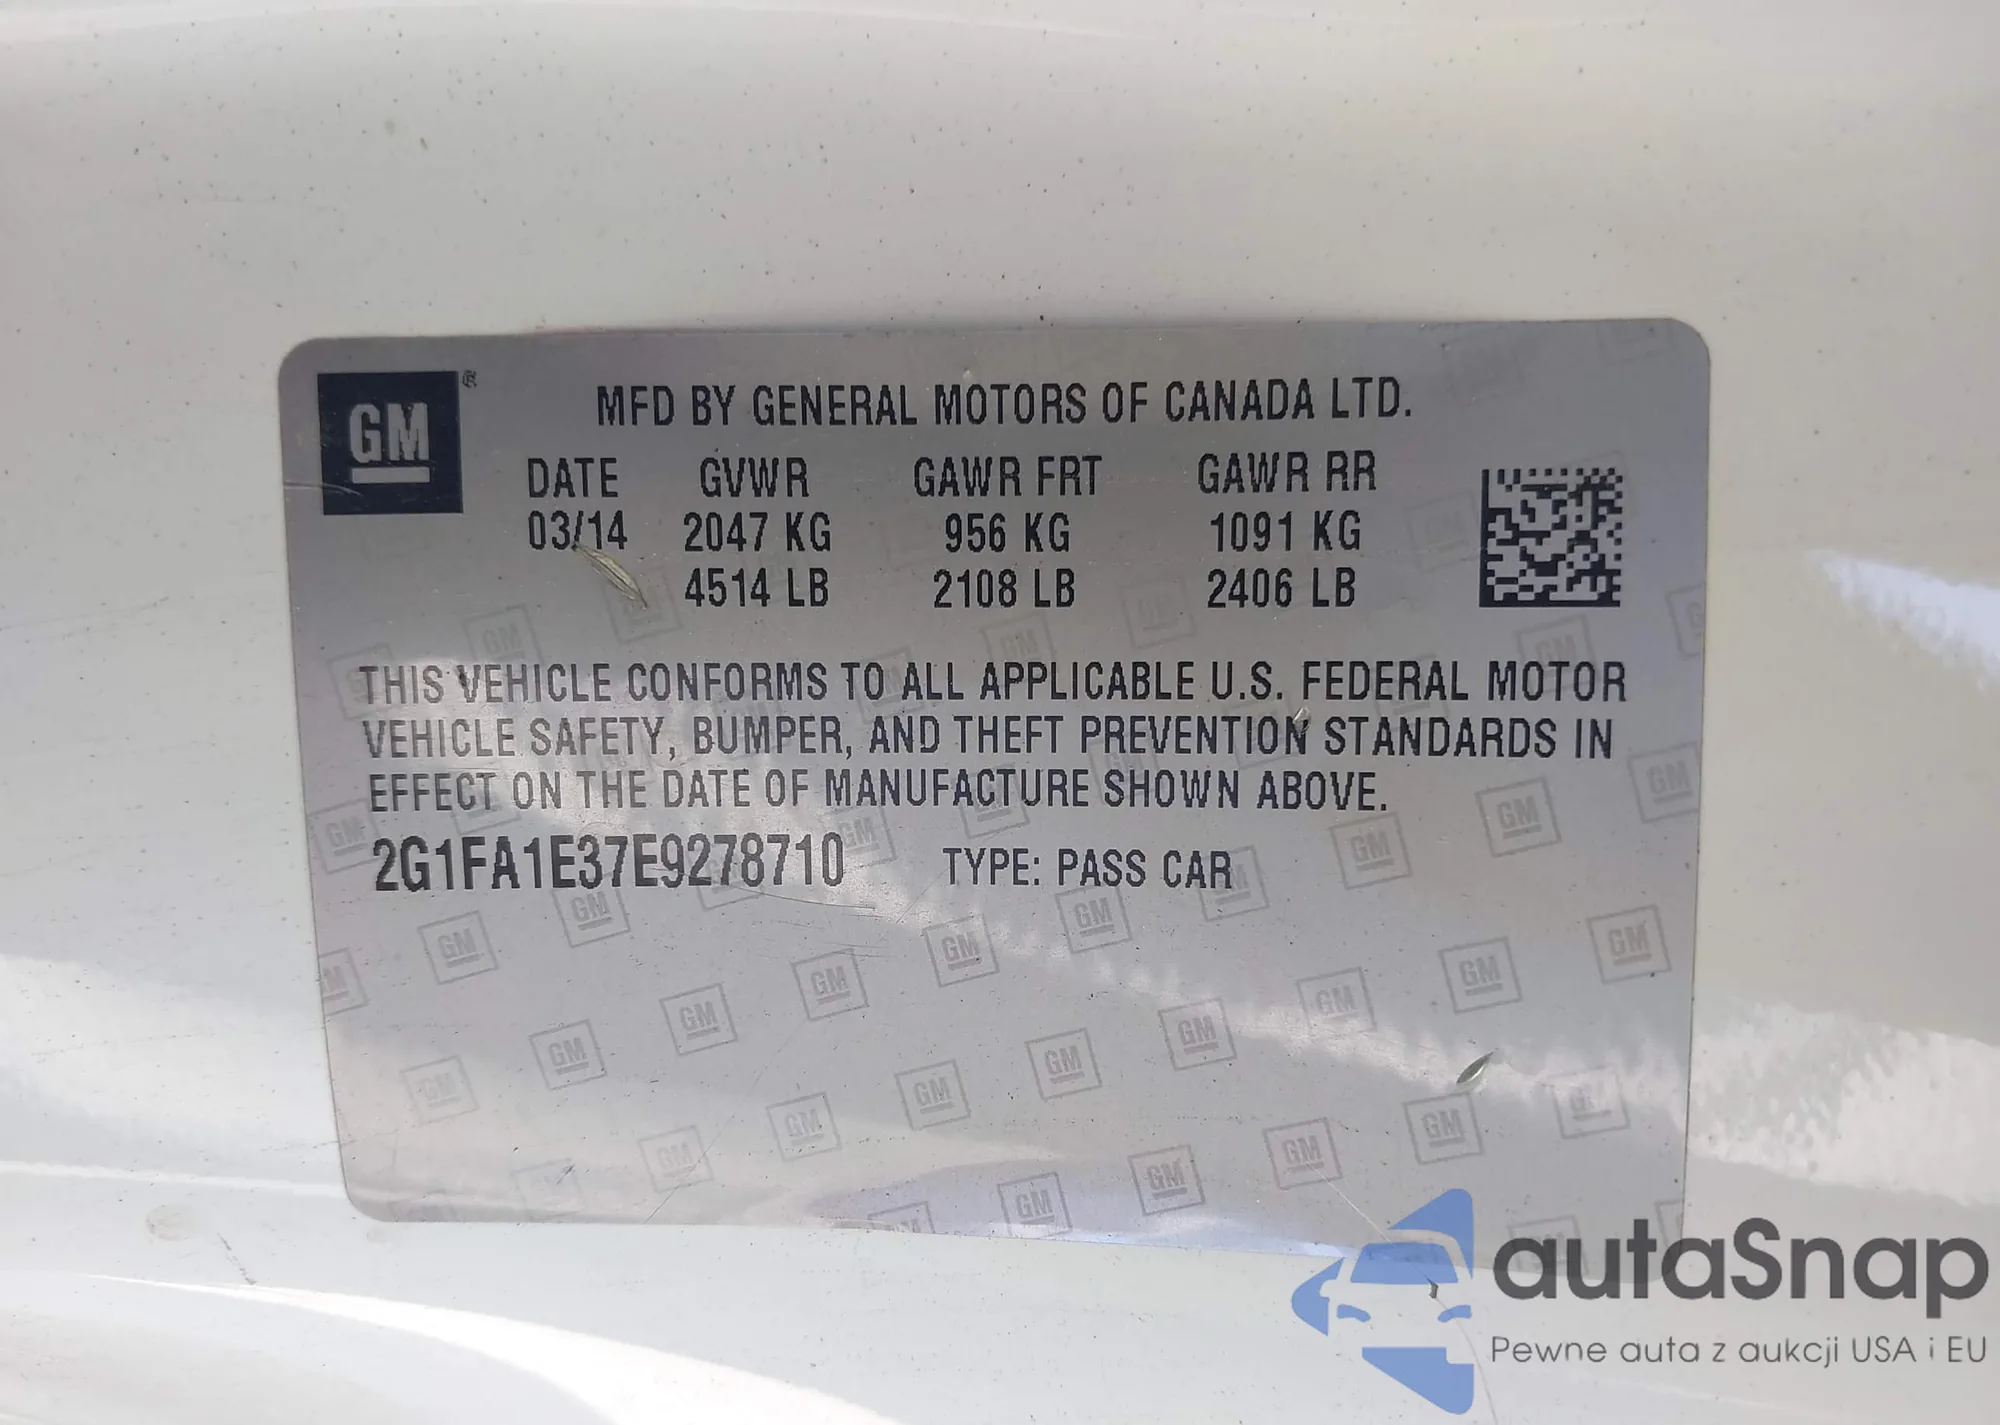 GM®
MFD BY GENERAL MOTORS OF CANADA LTD.
DATE GVWR GAWR FRT GAWR RR
03/14 2047 KG 956 KG 1091 KG
4514 LB 2108 LB 2406 LB
THIS VEHICLE CONFORMS TO ALL APPLICABLE U.S. FEDERAL MOTOR
VEHICLE SAFETY, BUMPER, AND THEFT PREVENTION STANDARDS IN
EFFECT ON THE DATE OF MANUFACTURE SHOWN ABOVE.
2G1FA1E37E9278710 TYPE: PASS CAR
autaSnap
Pewne auta z aukcji USA i EU